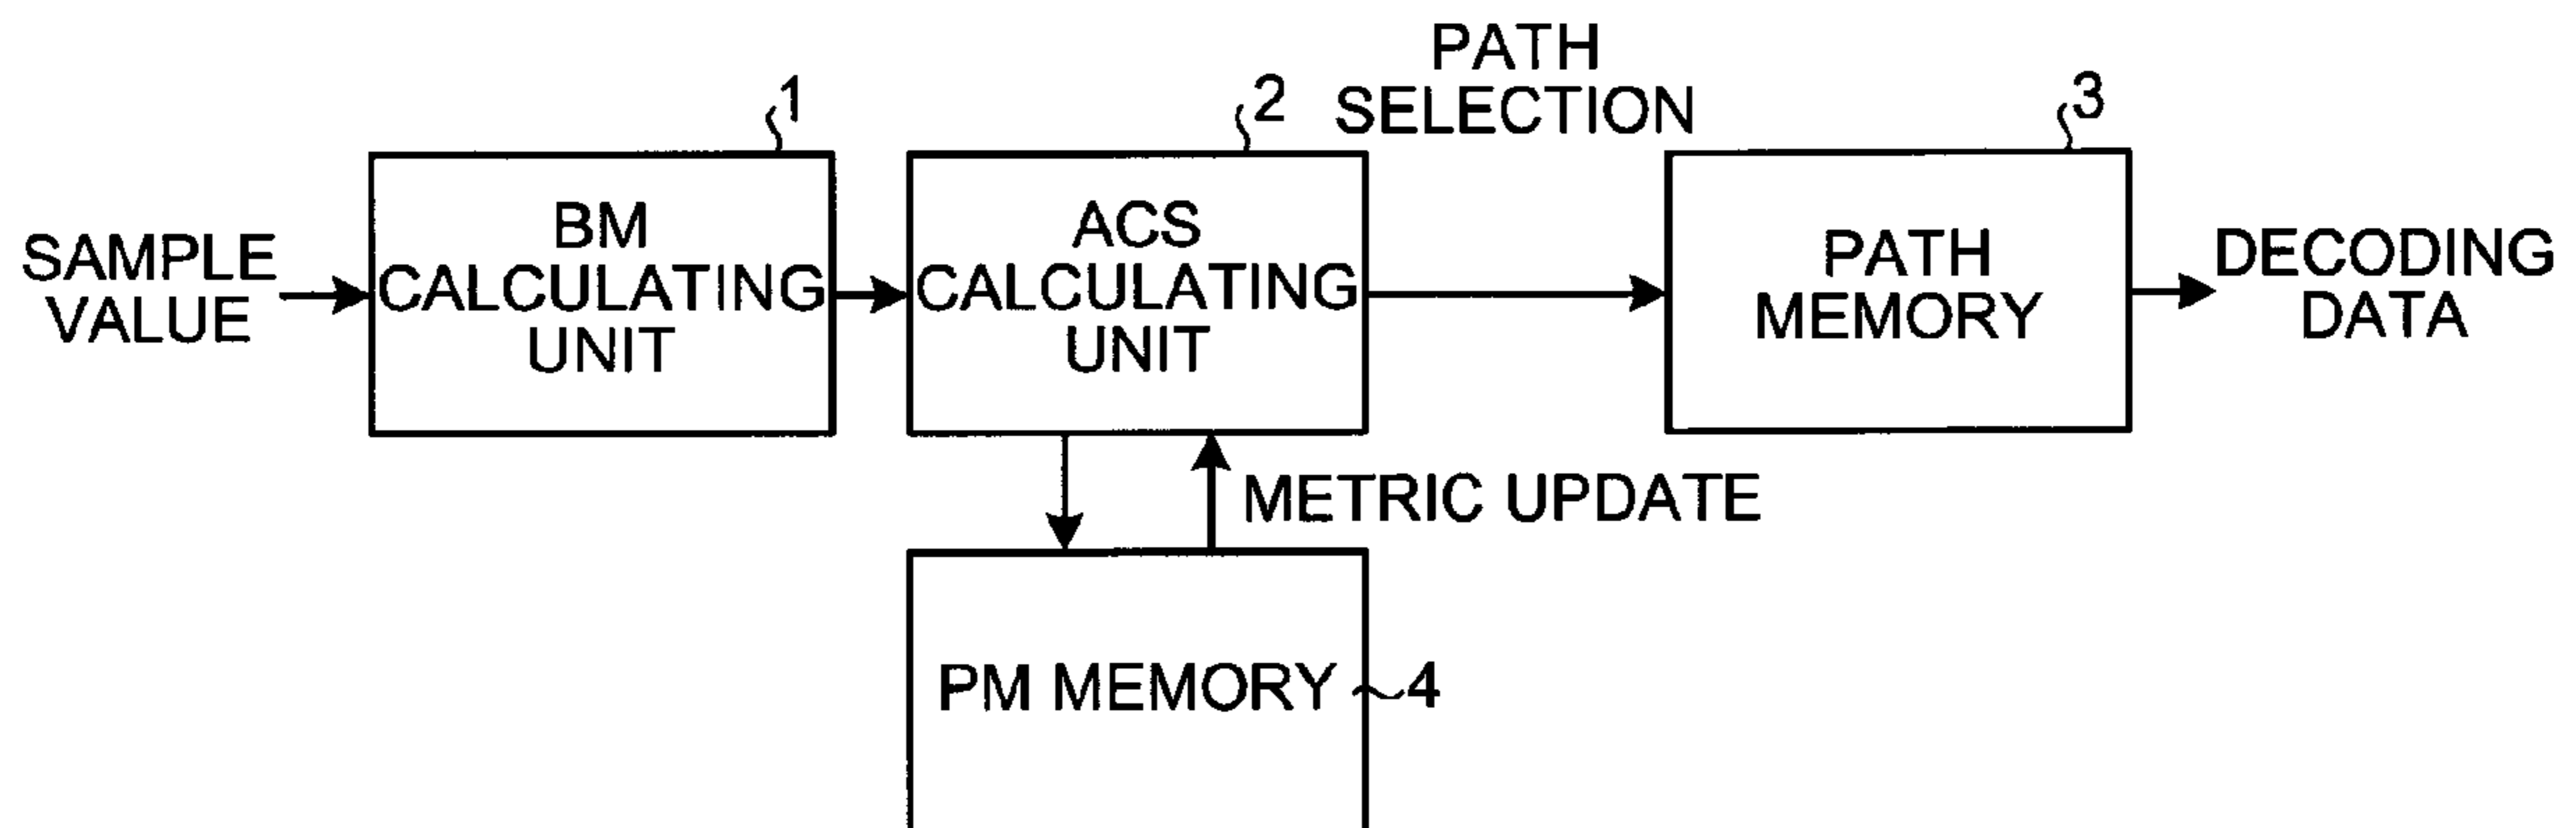 PATH
SELECTION
1
2
3
SAMPLE
VALUE
BM
CALCULATING
UNIT
ACS
CALCULATING
UNIT
PATH
MEMORY
DECODING
DATA
METRIC UPDATE
PM MEMORY
4